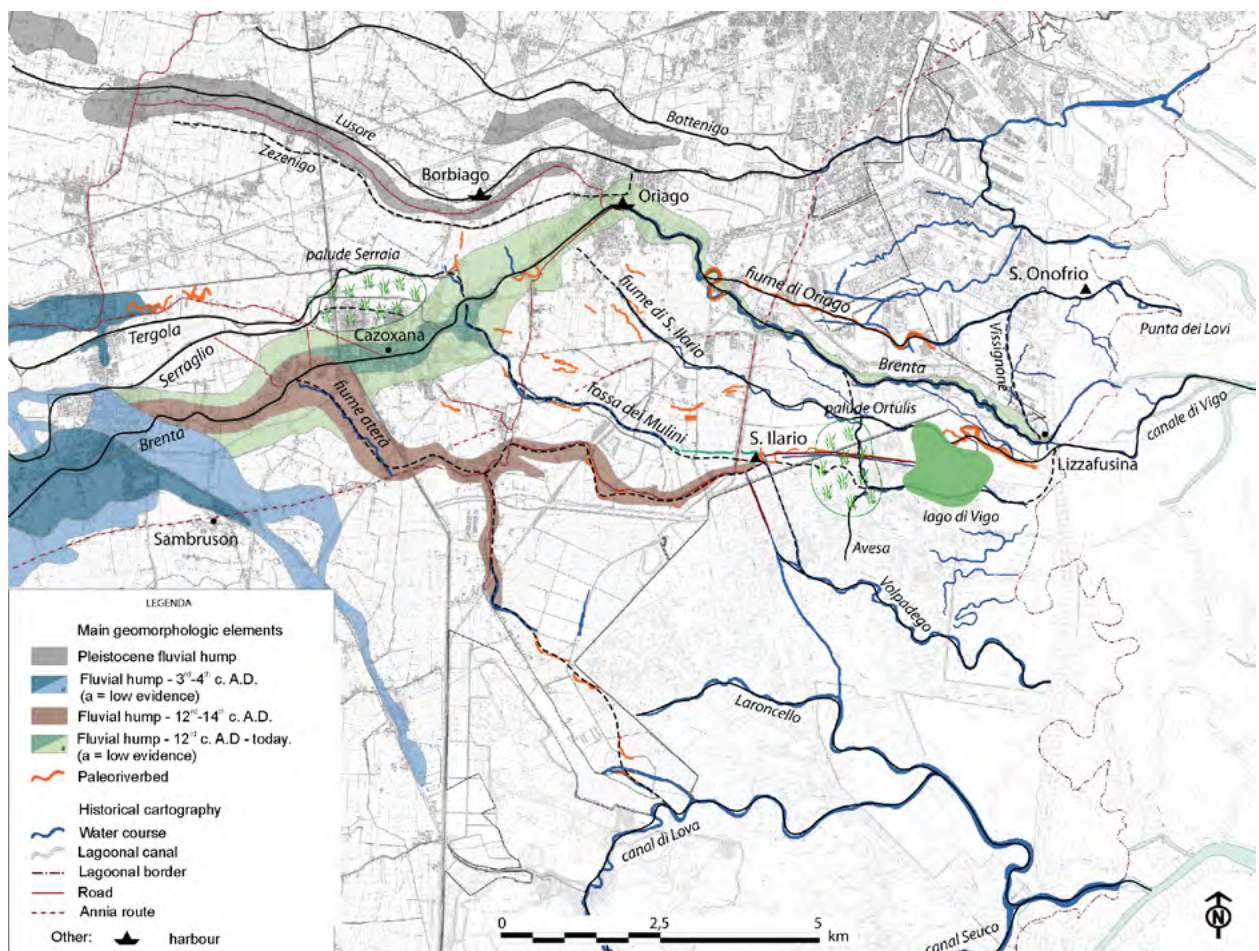 Bottenigo
Lusore
Zezenigo
Borbiago
Oriago
palude Serraia
fiume di Oriago
S. Onofrio
fiume di S. Ilario
Punta dei Lovi
Vissignone
Tergola
Cazoxana
Serraglio
Brenta
fiume aterà
Brenta
fossa dei Mulini
palude Ortulis
canale di Vigo
S. Ilario
Lizzafusina
lago di Vigo
Sambruson
Avesa
Volpadego
Laroncello
canal di Lova
canal Seuco
LEGENDA
Main geomorphologic elements
Pleistocene fluvial hump
a Fluvial hump - 3rd-4th c. A.D.
(a = low evidence)
Fluvial hump - 12th-14th c. A.D.
a Fluvial hump - 12th c. A.D - today.
(a = low evidence)
Paleoriverbed
Historical cartography
Water course
Lagoonal canal
Lagoonal border
Road
Annia route
Other: harbour
0 2,5 5
km
N